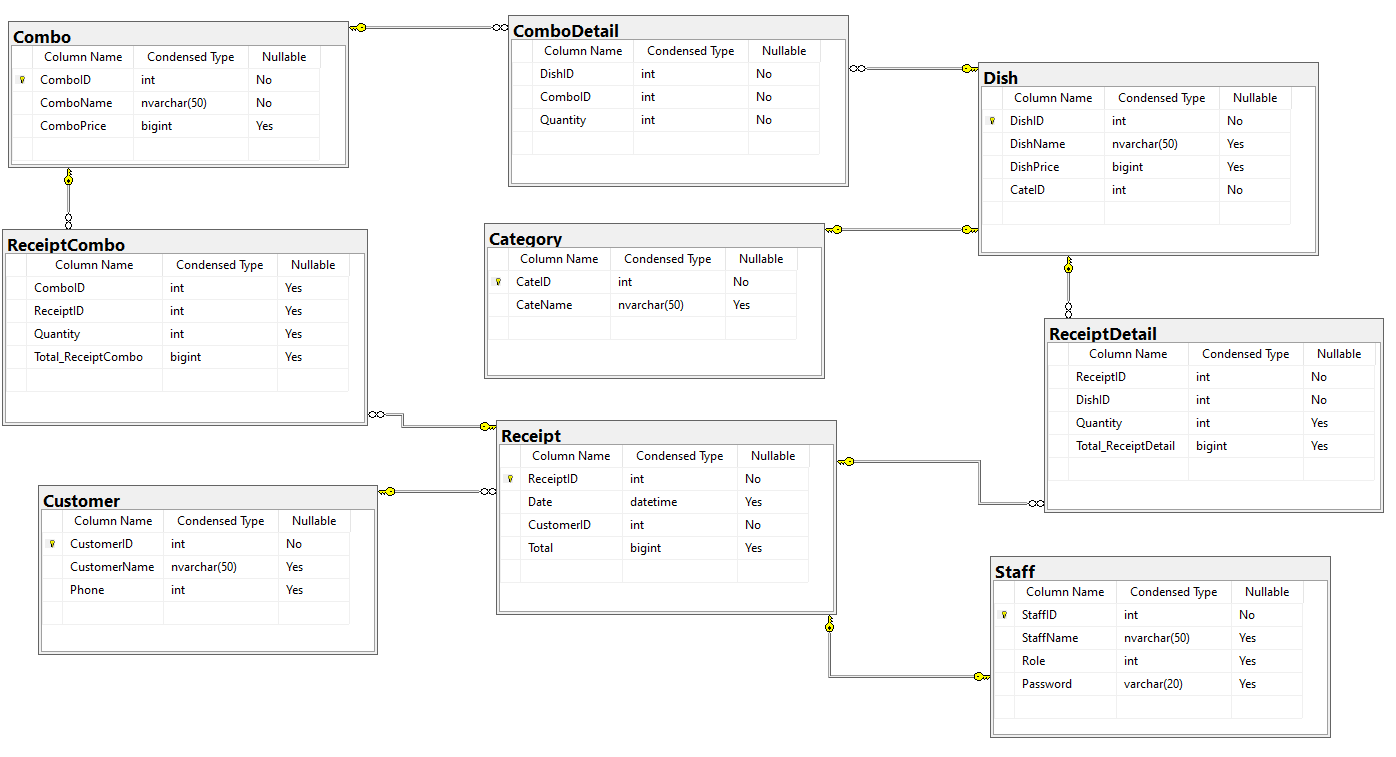 Combo
Column Name Condensed Type Nullable
ComboID int No
ComboName nvarchar(50) No
ComboPrice bigint Yes
ComboDetail
Column Name Condensed Type Nullable
DishID int No
ComboID int No
Quantity int No
Dish
Column Name Condensed Type Nullable
DishID int No
DishName nvarchar(50) Yes
DishPrice bigint Yes
CateID int No
ReceiptCombo
Column Name Condensed Type Nullable
ComboID int Yes
ReceiptID int Yes
Quantity int Yes
Total_ReceiptCombo bigint Yes
Category
Column Name Condensed Type Nullable
CateID int No
CateName nvarchar(50) Yes
ReceiptDetail
Column Name Condensed Type Nullable
ReceiptID int No
DishID int No
Quantity int Yes
Total_ReceiptDetail bigint Yes
Receipt
Column Name Condensed Type Nullable
ReceiptID int No
Date datetime Yes
CustomerID int No
Total bigint Yes
Customer
Column Name Condensed Type Nullable
CustomerID int No
CustomerName nvarchar(50) Yes
Phone int Yes
Staff
Column Name Condensed Type Nullable
StaffID int No
StaffName nvarchar(50) Yes
Role int Yes
Password varchar(20) Yes